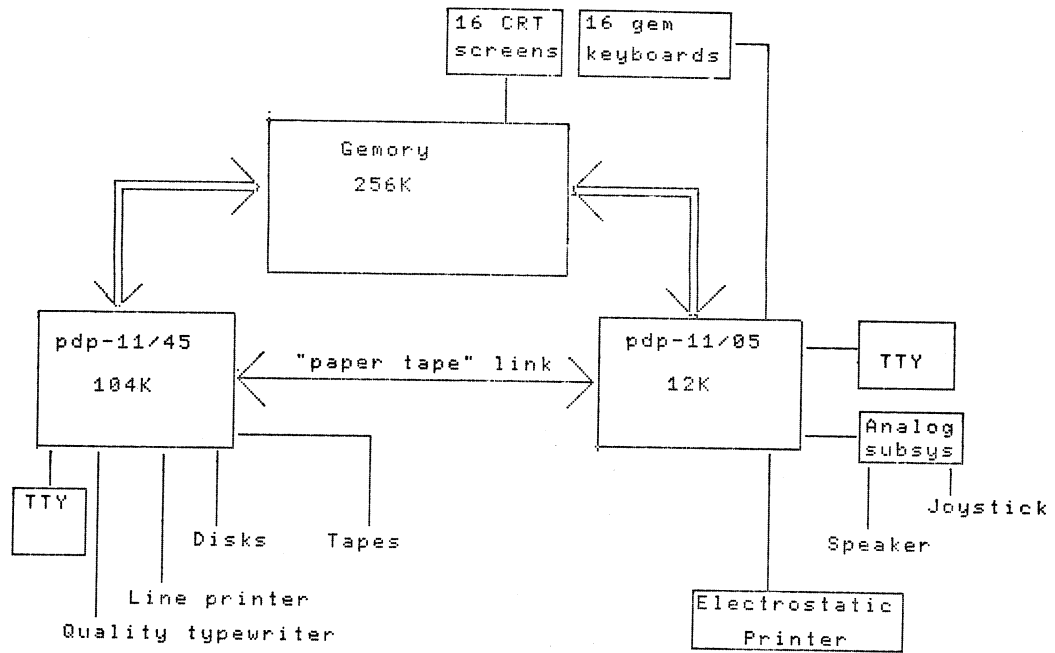 16 CRT
screens
16 gem
keyboards
Gemory
256K
pdp-11/45
104K
"paper tape" link
pdp-11/05
12K
TTY
Analog
subsys
TTY
Joystick
Disks
Tapes
Speaker
Line printer
Quality typewriter
Electrostatic
Printer